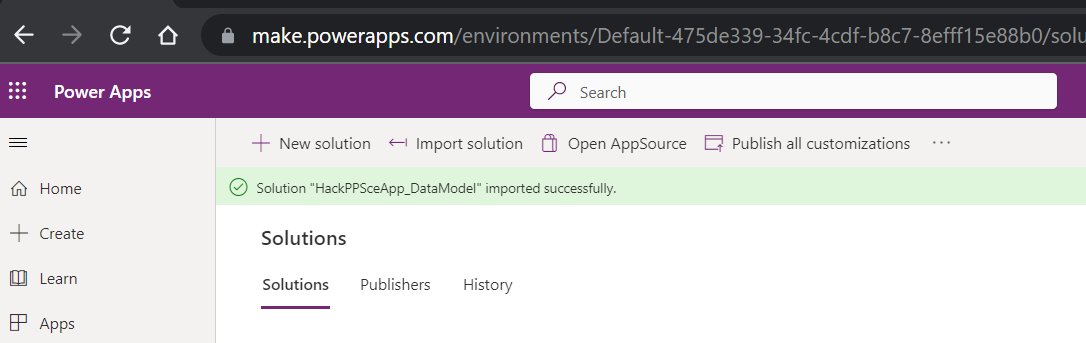 make.powerapps.com/environments/Default-475de339-34fc-4cdf-b8c7-8efff15e88b0/solu
Power Apps
Search
New solution Import solution Open AppSource Publish all customizations ...
Solution "HackPPSceApp_DataModel" imported successfully.
Home
Create
Learn
Apps
Solutions
Solutions Publishers History